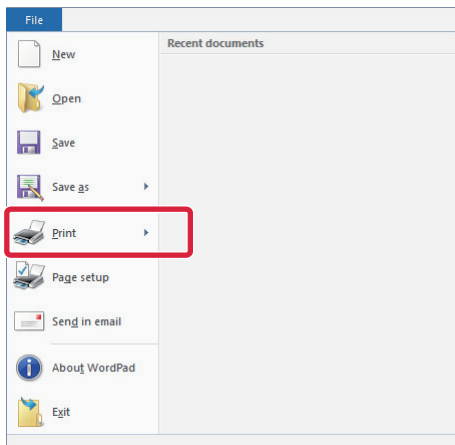 File
Recent documents
New
Open
Save
Save as
Print
Page setup
Send in email
About WordPad
Exit